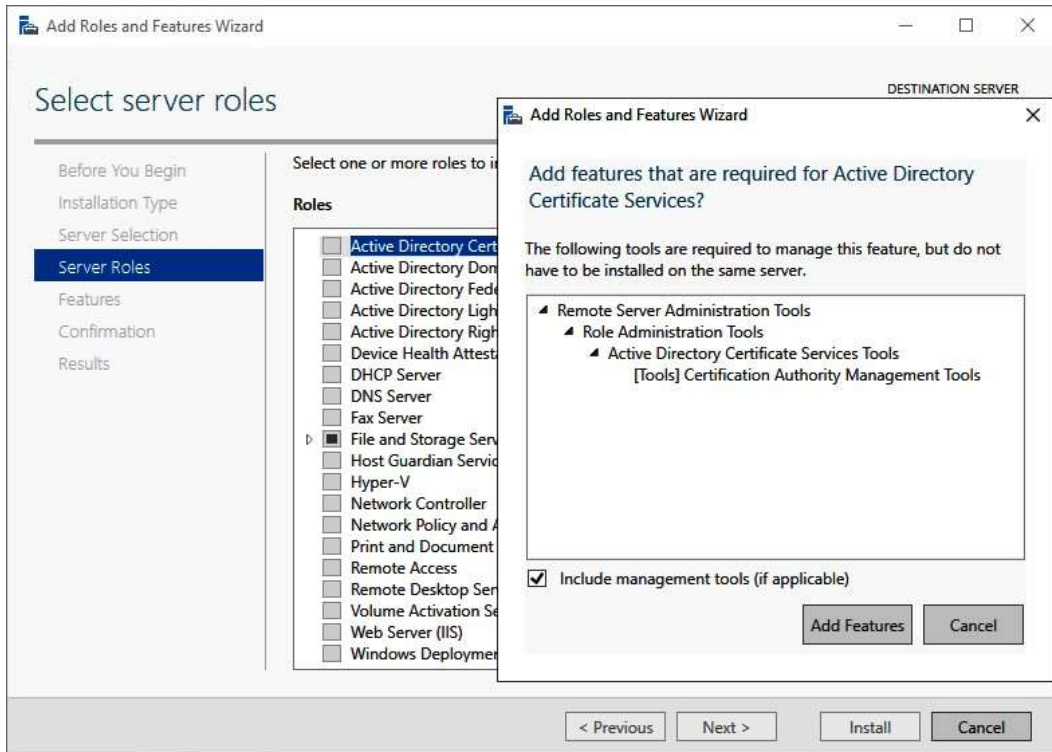 Add Roles and Features Wizard
Select server roles
DESTINATION SERVER
Before You Begin
Installation Type
Server Selection
Server Roles
Features
Confirmation
Results
Select one or more roles to
Roles
Active Directory Cert
Active Directory Don
Active Directory Fede
Active Directory Ligh
Active Directory Righ
Device Health Attest
DHCP Server
DNS Server
Fax Server
File and Storage Serv
Host Guardian Servic
Hyper-V
Network Controller
Network Policy and A
Print and Document
Remote Access
Remote Desktop Ser
Volume Activation Se
Web Server (IIS)
Windows Deploymen
Add Roles and Features Wizard
Add features that are required for Active Directory
Certificate Services?
The following tools are required to manage this feature, but do not
have to be installed on the same server.
Remote Server Administration Tools
Role Administration Tools
Active Directory Certificate Services Tools
[Tools] Certification Authority Management Tools
Include management tools (if applicable)
Add Features
Cancel
< Previous
Next >
Install
Cancel